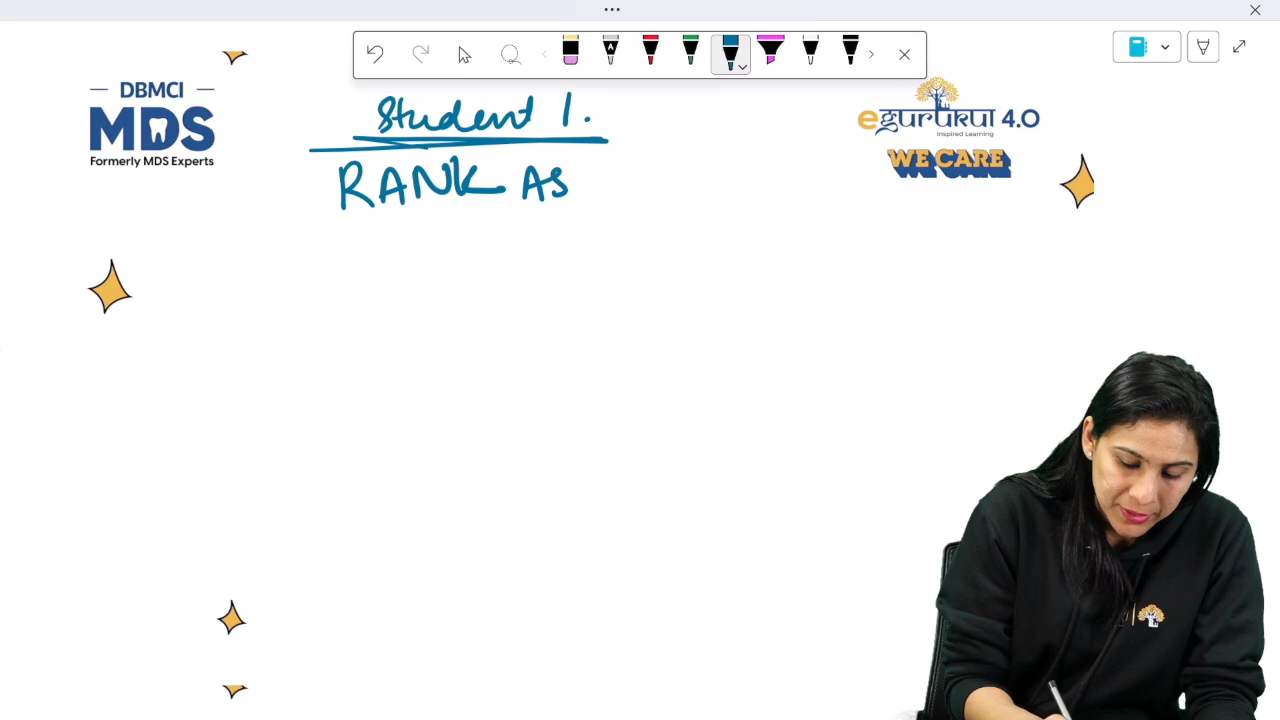 DBMCI
MDS
Formerly MDS Experts
Student 1.
RANK AS
eGurukul 4.0
Inspired Learning
WE CARE